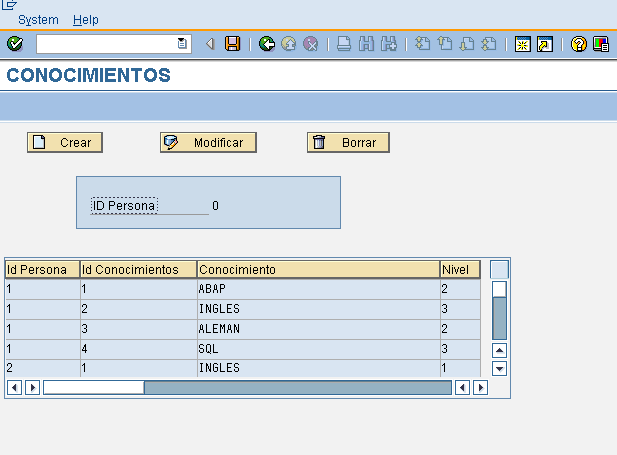 System Help
CONOCIMIENTOS
Crear Modificar Borrar
ID Persona 0
Id Persona Id Conocimientos Conocimiento Nivel
1 1 ABAP 2
1 2 INGLES 3
1 3 ALEMAN 2
1 4 SQL 3
2 1 INGLES 1